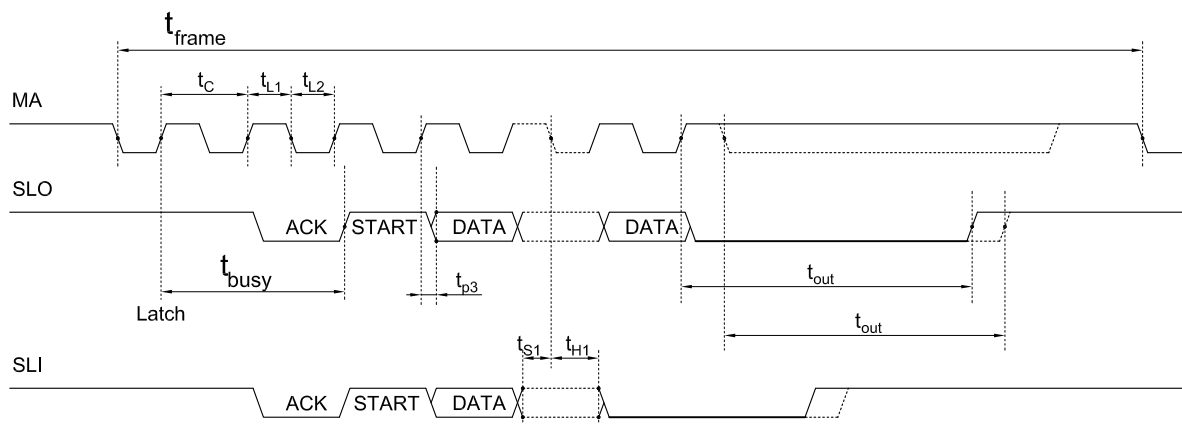 t_frame
t_C t_L1 t_L2
MA
SLO
ACK START DATA DATA
t_busy
t_p3
t_out
Latch
t_out
t_S1 t_H1
SLI
ACK START DATA